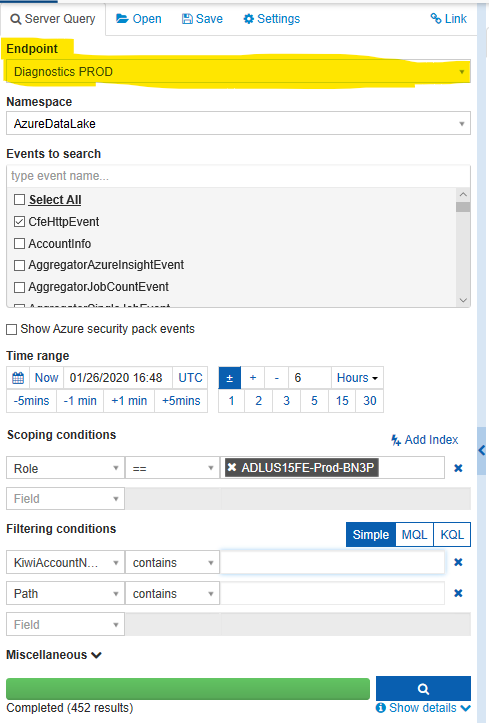 Server Query Open Save Settings Link
Endpoint
Diagnostics PROD
Namespace
AzureDataLake
Events to search
type event name...
Select All
CfeHttpEvent
AccountInfo
AggregatorAzureInsightEvent
AggregatorJobCountEvent
AggregatorSingleJobEvent
Show Azure security pack events
Time range
Now 01/26/2020 16:48 UTC ± + - 6 Hours
-5mins -1 min +1 min +5mins 1 2 3 5 15 30
Scoping conditions
Add Index
Role == ADLUS15FE-Prod-BN3P
Field
Filtering conditions Simple MQL KQL
KiwiAccountN... contains
Path contains
Field
Miscellaneous
Completed (452 results) Show details